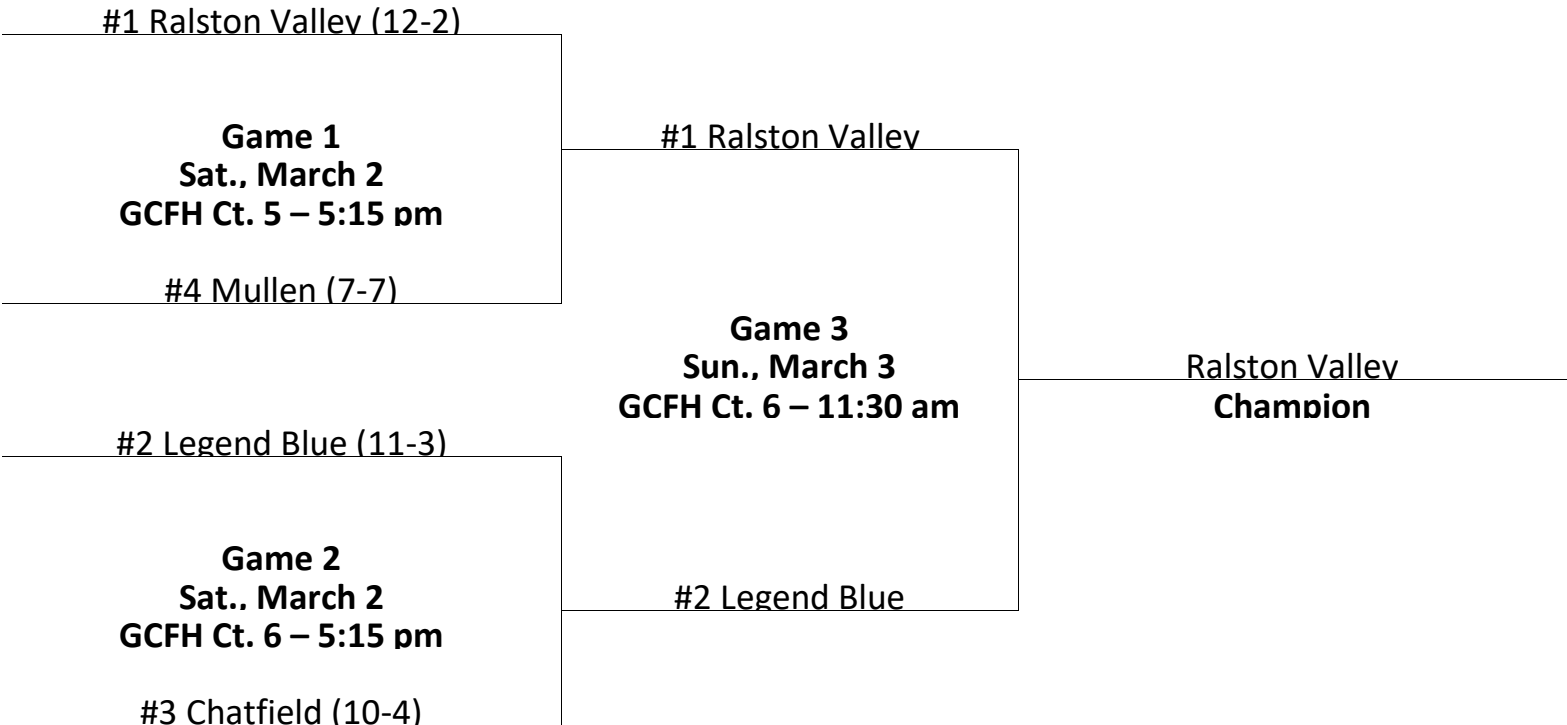 #1 Ralston Valley (12-2)
Game 1
Sat., March 2
GCFH Ct. 5 – 5:15 pm
#4 Mullen (7-7)
#1 Ralston Valley
Game 3
Sun., March 3
GCFH Ct. 6 – 11:30 am
Ralston Valley
Champion
#2 Legend Blue (11-3)
Game 2
Sat., March 2
GCFH Ct. 6 – 5:15 pm
#2 Legend Blue
#3 Chatfield (10-4)